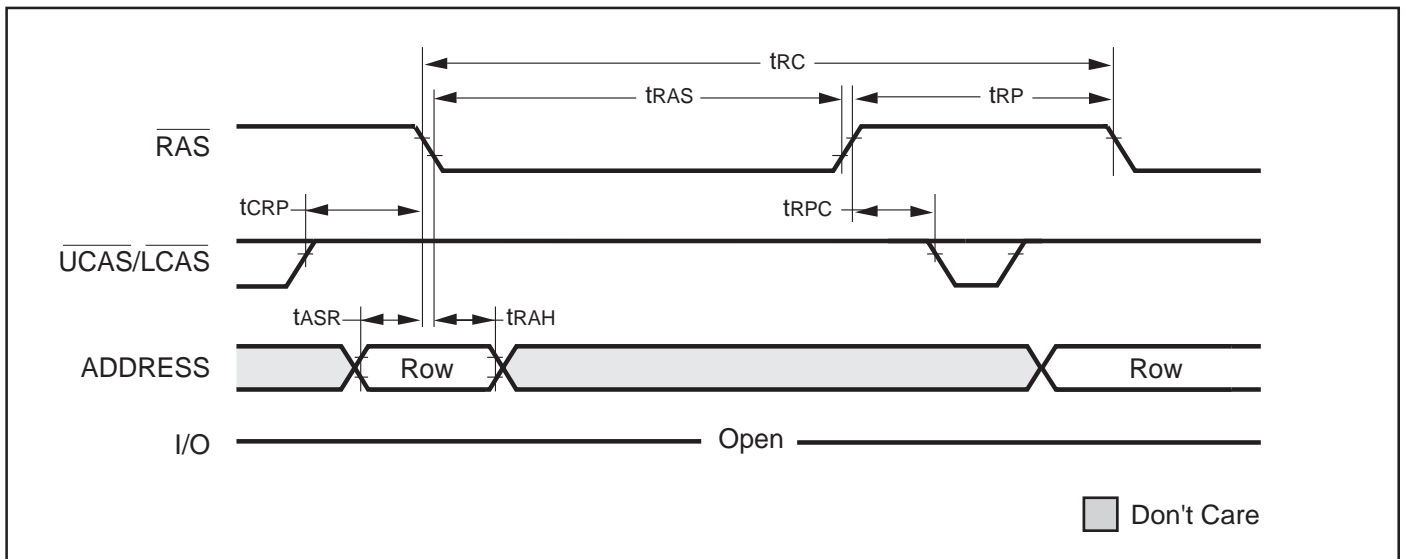 tRC
tRAS
tRP
RAS
tCRP
tRPC
UCAS/LCAS
tASR
tRAH
ADDRESS
Row
Row
I/O
Open
Don't Care